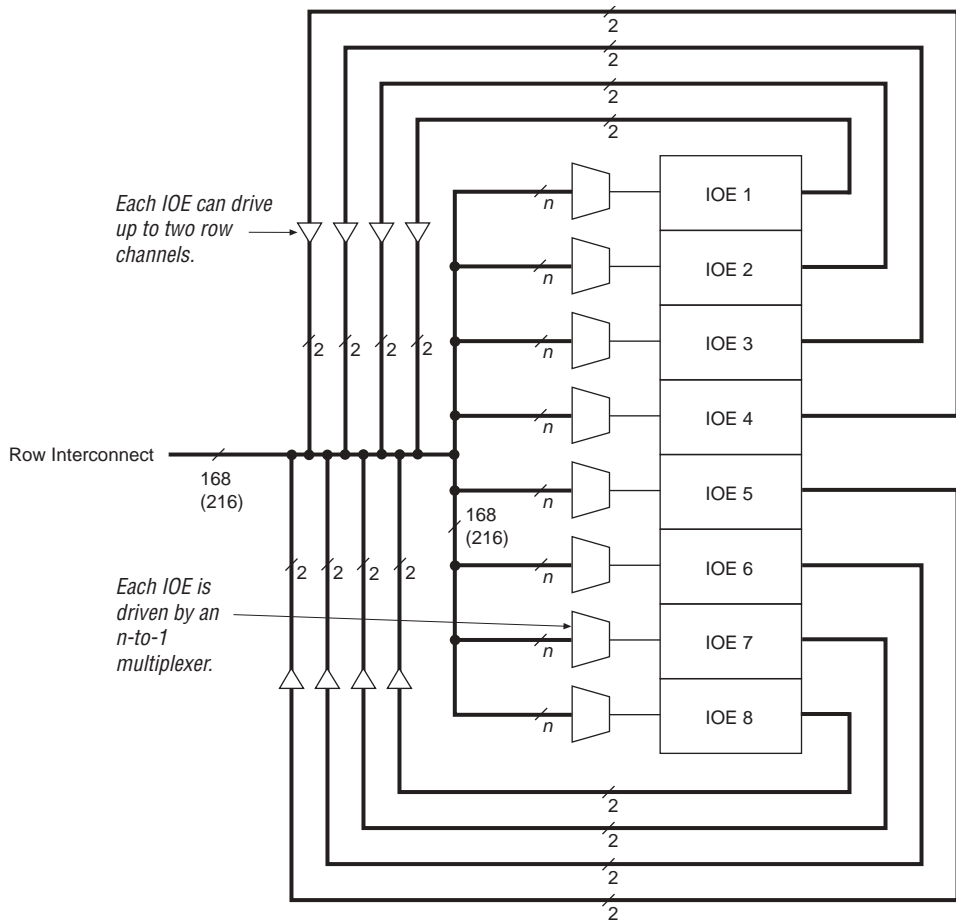 2
2
2
2
Each IOE can drive
up to two row
channels.
n
IOE 1
n
IOE 2
2
2
2
2
n
IOE 3
n
IOE 4
Row Interconnect
168
(216)
n
IOE 5
168
(216)
2
2
2
2
n
IOE 6
Each IOE is
driven by an
n-to-1
multiplexer.
n
IOE 7
n
IOE 8
2
2
2
2